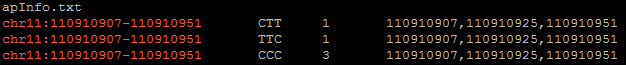 apInfo.txt
chr11:110910907-110910951 CTT 1 110910907,110910925,110910951
chr11:110910907-110910951 TTC 1 110910907,110910925,110910951
chr11:110910907-110910951 CCC 3 110910907,110910925,110910951